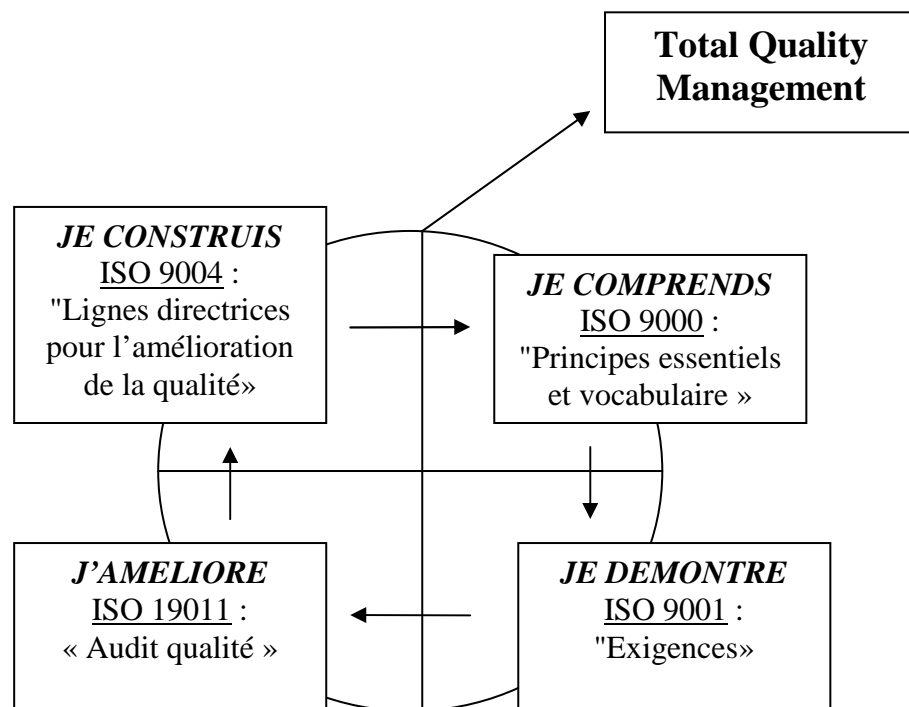 Total Quality
Management
JE CONSTRUIS
ISO 9004 :
"Lignes directrices
pour l’amélioration
de la qualité»
JE COMPRENDS
ISO 9000 :
"Principes essentiels
et vocabulaire »
J’AMELIORE
ISO 19011 :
« Audit qualité »
JE DEMONTRE
ISO 9001 :
"Exigences»